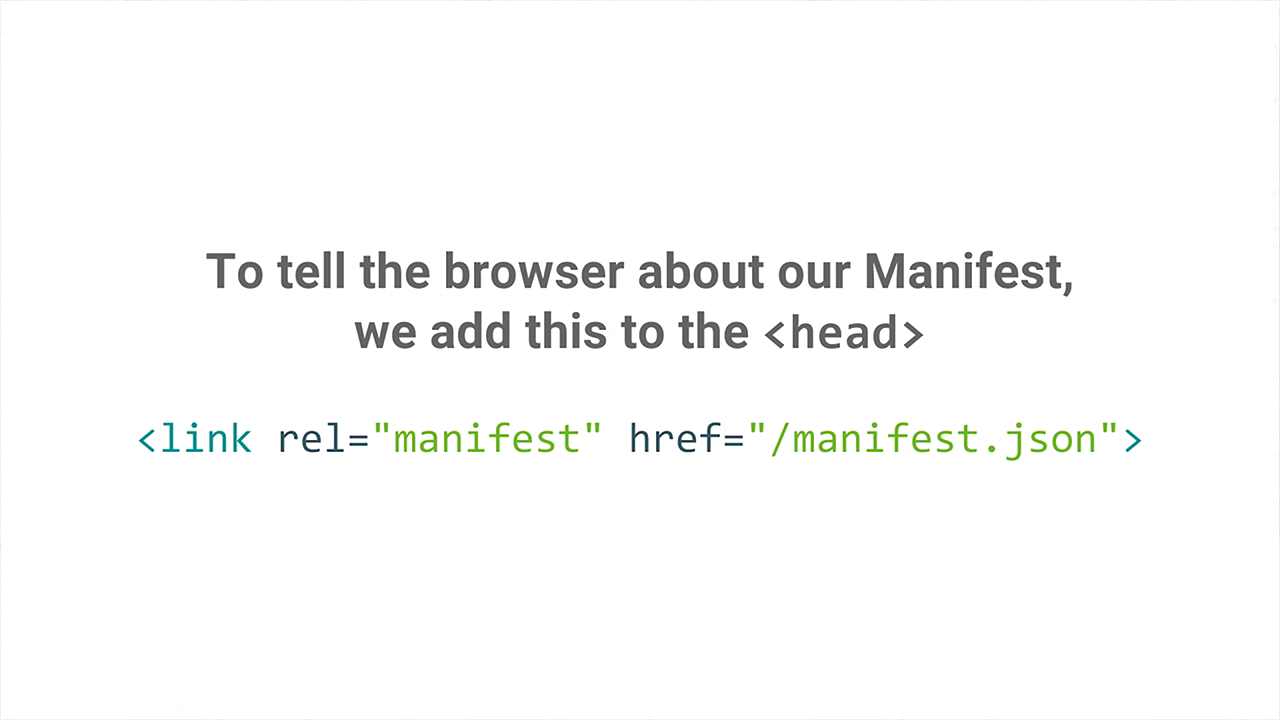 To tell the browser about our Manifest,
we add this to the <head>
<link rel="manifest" href="/manifest.json">